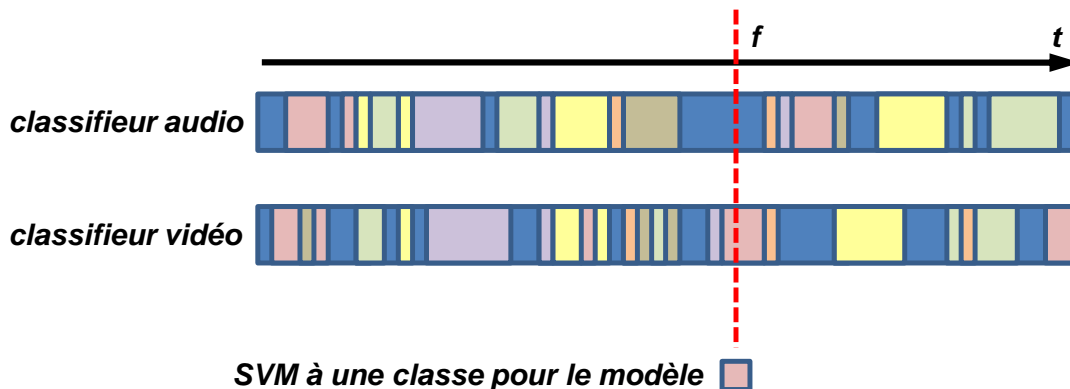 f
t
classifieur audio
classifieur vidéo
SVM à une classe pour le modèle